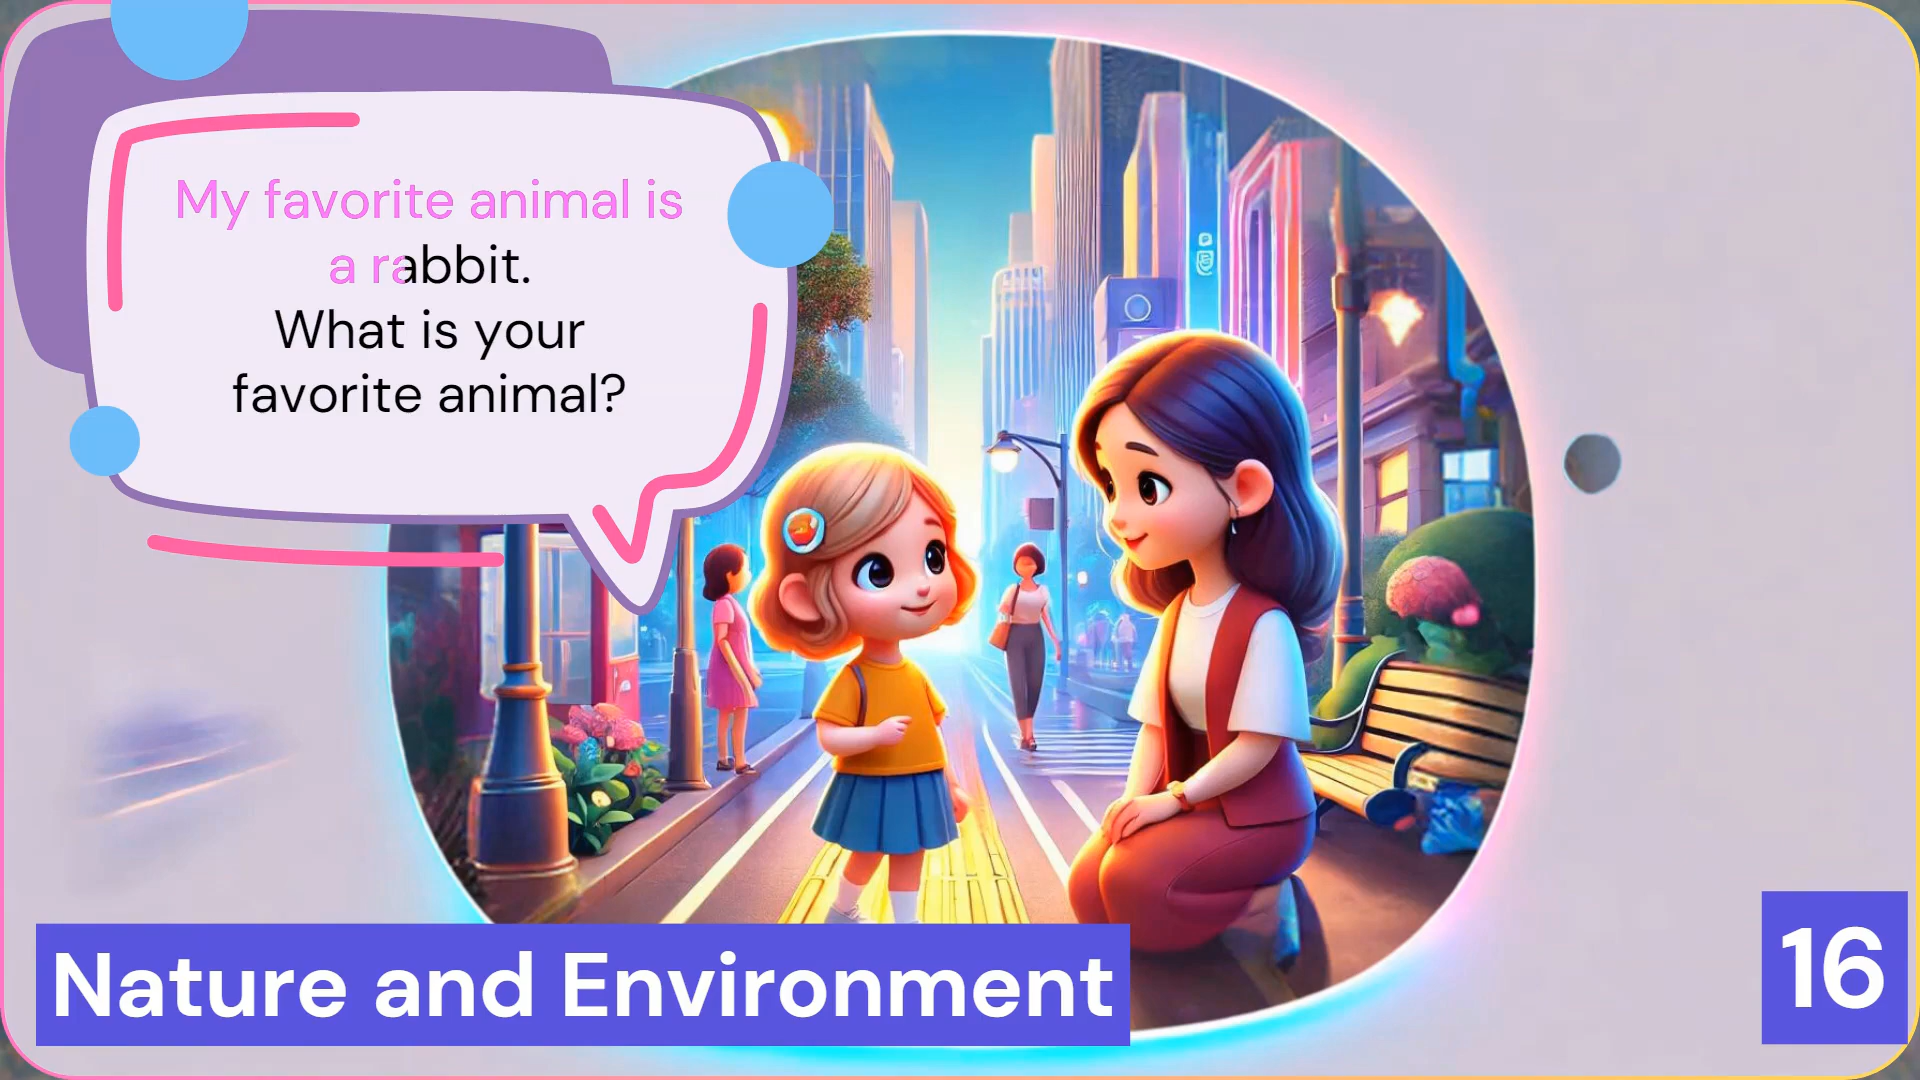 My favorite animal is
a rabbit.
What is your
favorite animal?
Nature and Environment
16